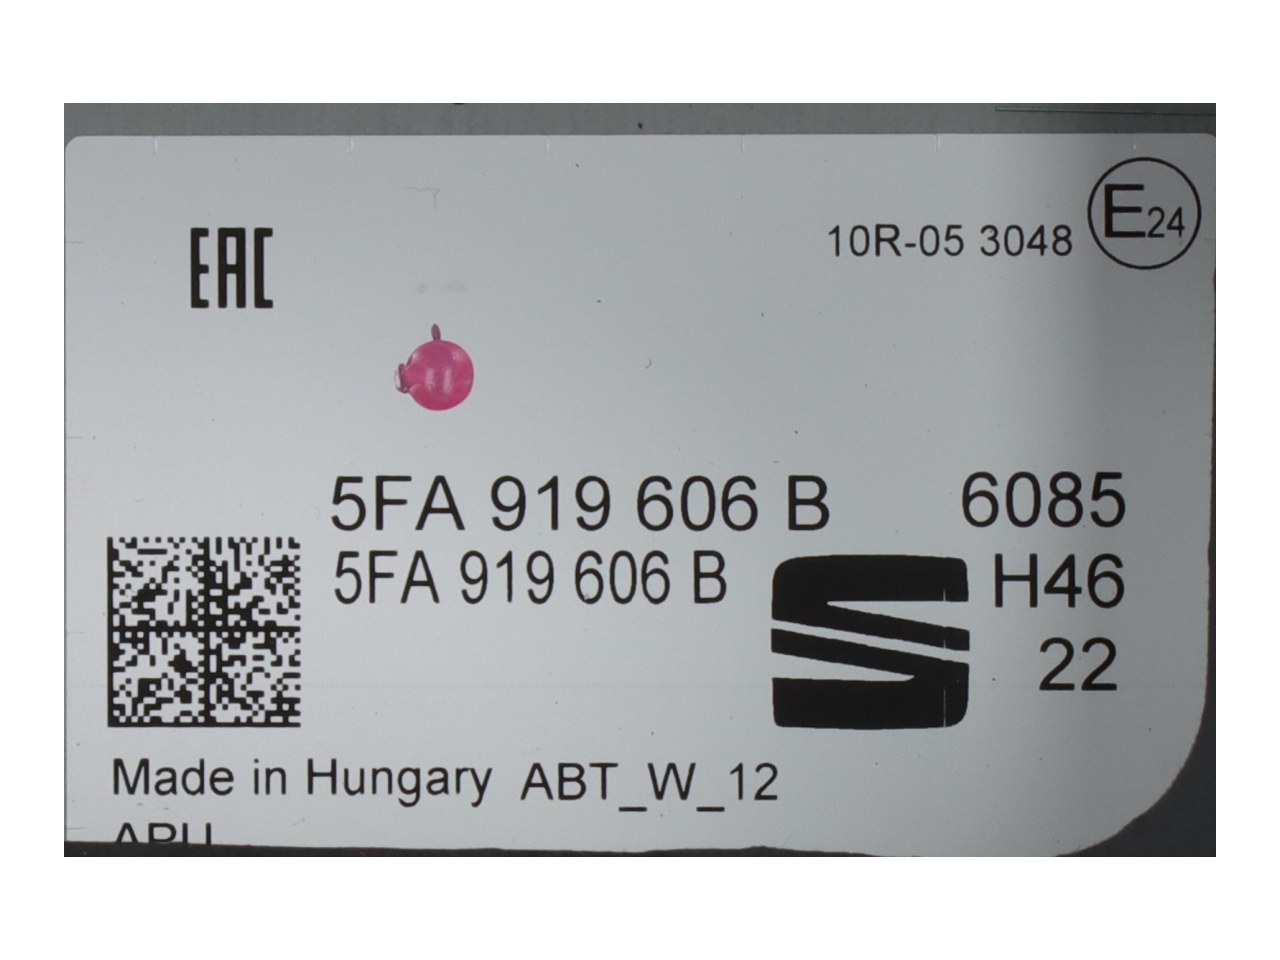 EAC
10R-05 3048 E24
5FA 919 606 B 6085
5FA 919 606 B H46
22
Made in Hungary ABT_W_12